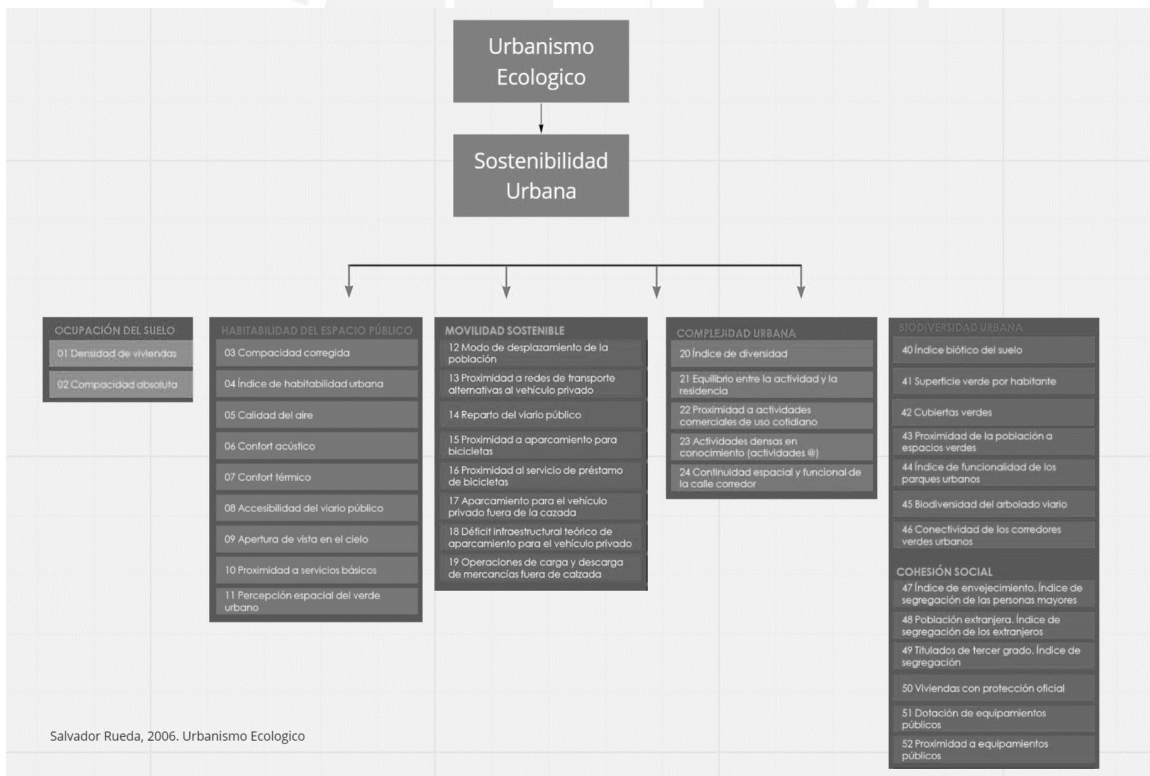 Urbanismo
Ecologico
Sostenibilidad
Urbana
OCUPACIÓN DEL SUELO
01 Densidad de viviendas
02 Compacidad absoluta
HABITABILIDAD DEL ESPACIO PÚBLICO
03 Compacidad corregida
04 Índice de habitabilidad urbana
05 Calidad del aire
06 Confort acústico
07 Confort térmico
08 Accesibilidad del viario público
09 Apertura de vista en el cielo
10 Proximidad a servicios básicos
11 Percepción espacial del verde
urbano
MOVILIDAD SOSTENIBLE
12 Modo de desplazamiento de la
población
13 Proximidad a redes de transporte
alternativas al vehículo privado
14 Reparto del viario público
15 Proximidad a aparcamiento para
bicicletas
16 Proximidad al servicio de préstamo
de bicicletas
17 Aparcamiento para el vehículo
privado fuera de la cazada
18 Déficit infraestructural teórico de
aparcamiento para el vehículo privado
19 Operaciones de carga y descarga
de mercancías fuera de calzada
COMPLEJIDAD URBANA
20 Índice de diversidad
21 Equilibrio entre la actividad y la
residencia
22 Proximidad a actividades
comerciales de uso cotidiano
23 Actividades densas en
conocimiento (actividades @)
24 Continuidad espacial y funcional de
la calle corredor
BIODIVERSIDAD URBANA
40 Índice biótico del suelo
41 Superficie verde por habitante
42 Cubiertas verdes
43 Proximidad de la población a
espacios verdes
44 Índice de funcionalidad de los
parques urbanos
45 Biodiversidad del arbolado viario
46 Conectividad de los corredores
verdes urbanos
COHESIÓN SOCIAL
47 Índice de envejecimiento. Índice de
segregación de las personas mayores
48 Población extranjera. Índice de
segregación de los extranjeros
49 Titulados de tercer grado. Índice de
segregación
50 Viviendas con protección oficial
51 Dotación de equipamientos
públicos
52 Proximidad a equipamientos
públicos
Salvador Rueda, 2006. Urbanismo Ecologico